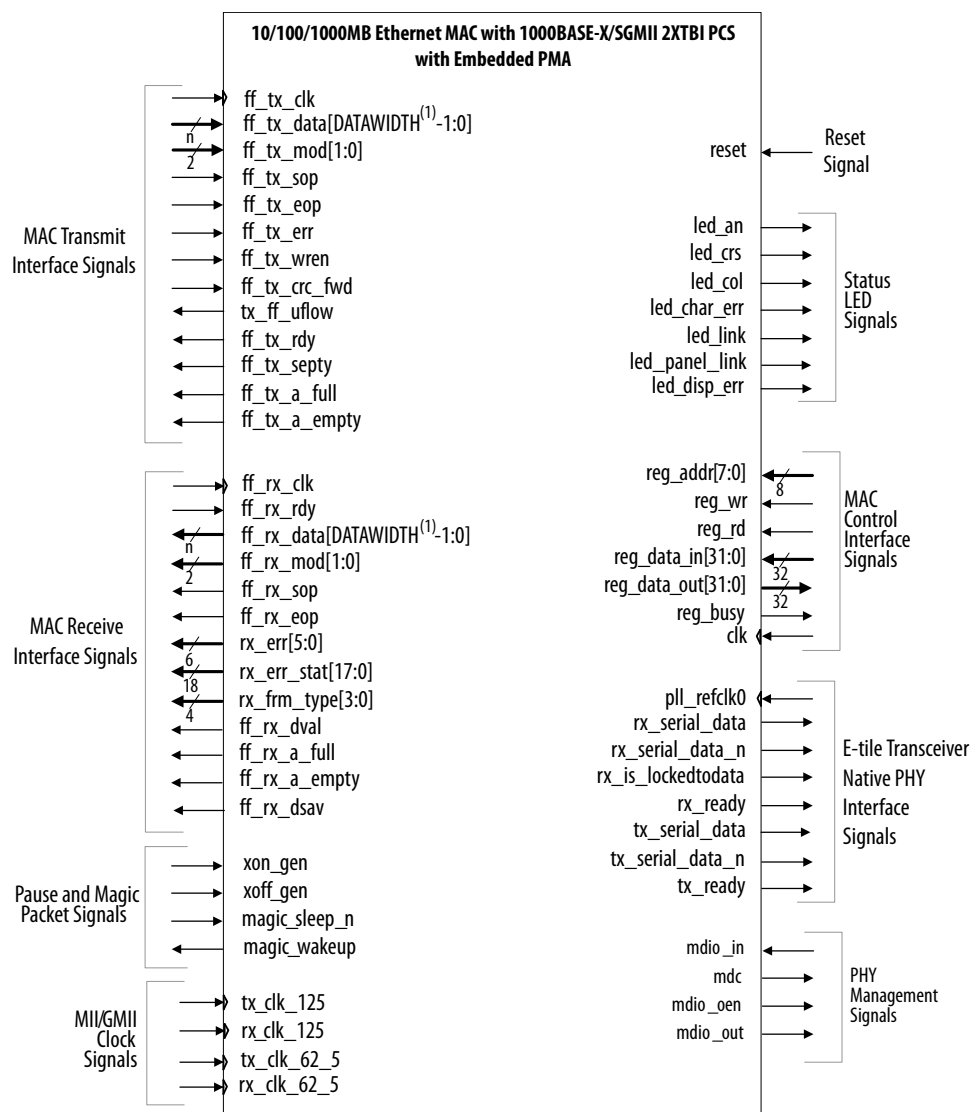 10/100/1000MB Ethernet MAC with 1000BASE-X/SGMII 2XTBI PCS
with Embedded PMA
MAC Transmit
Interface Signals
ff_tx_clk
ff_tx_data[DATAWIDTH(1)-1:0]
n
ff_tx_mod[1:0]
2
ff_tx_sop
ff_tx_eop
ff_tx_err
ff_tx_wren
ff_tx_crc_fwd
tx_ff_uflow
ff_tx_rdy
ff_tx_septy
ff_tx_a_full
ff_tx_a_empty
MAC Receive
Interface Signals
ff_rx_clk
ff_rx_rdy
ff_rx_data[DATAWIDTH(1)-1:0]
n
ff_rx_mod[1:0]
2
ff_rx_sop
ff_rx_eop
rx_err[5:0]
6
rx_err_stat[17:0]
18
rx_frm_type[3:0]
4
ff_rx_dval
ff_rx_a_full
ff_rx_a_empty
ff_rx_dsav
Pause and Magic
Packet Signals
xon_gen
xoff_gen
magic_sleep_n
magic_wakeup
MII/GMII
Clock
Signals
tx_clk_125
rx_clk_125
tx_clk_62_5
rx_clk_62_5
reset
Reset
Signal
led_an
led_crs
led_col
led_char_err
led_link
led_panel_link
led_disp_err
Status
LED
Signals
reg_addr[7:0]
8
reg_wr
reg_rd
reg_data_in[31:0]
32
reg_data_out[31:0]
32
reg_busy
clk
MAC
Control
Interface
Signals
pll_refclk0
rx_serial_data
rx_serial_data_n
rx_is_lockedtodata
rx_ready
tx_serial_data
tx_serial_data_n
tx_ready
E-tile Transceiver
Native PHY
Interface
Signals
mdio_in
mdc
mdio_oen
mdio_out
PHY
Management
Signals